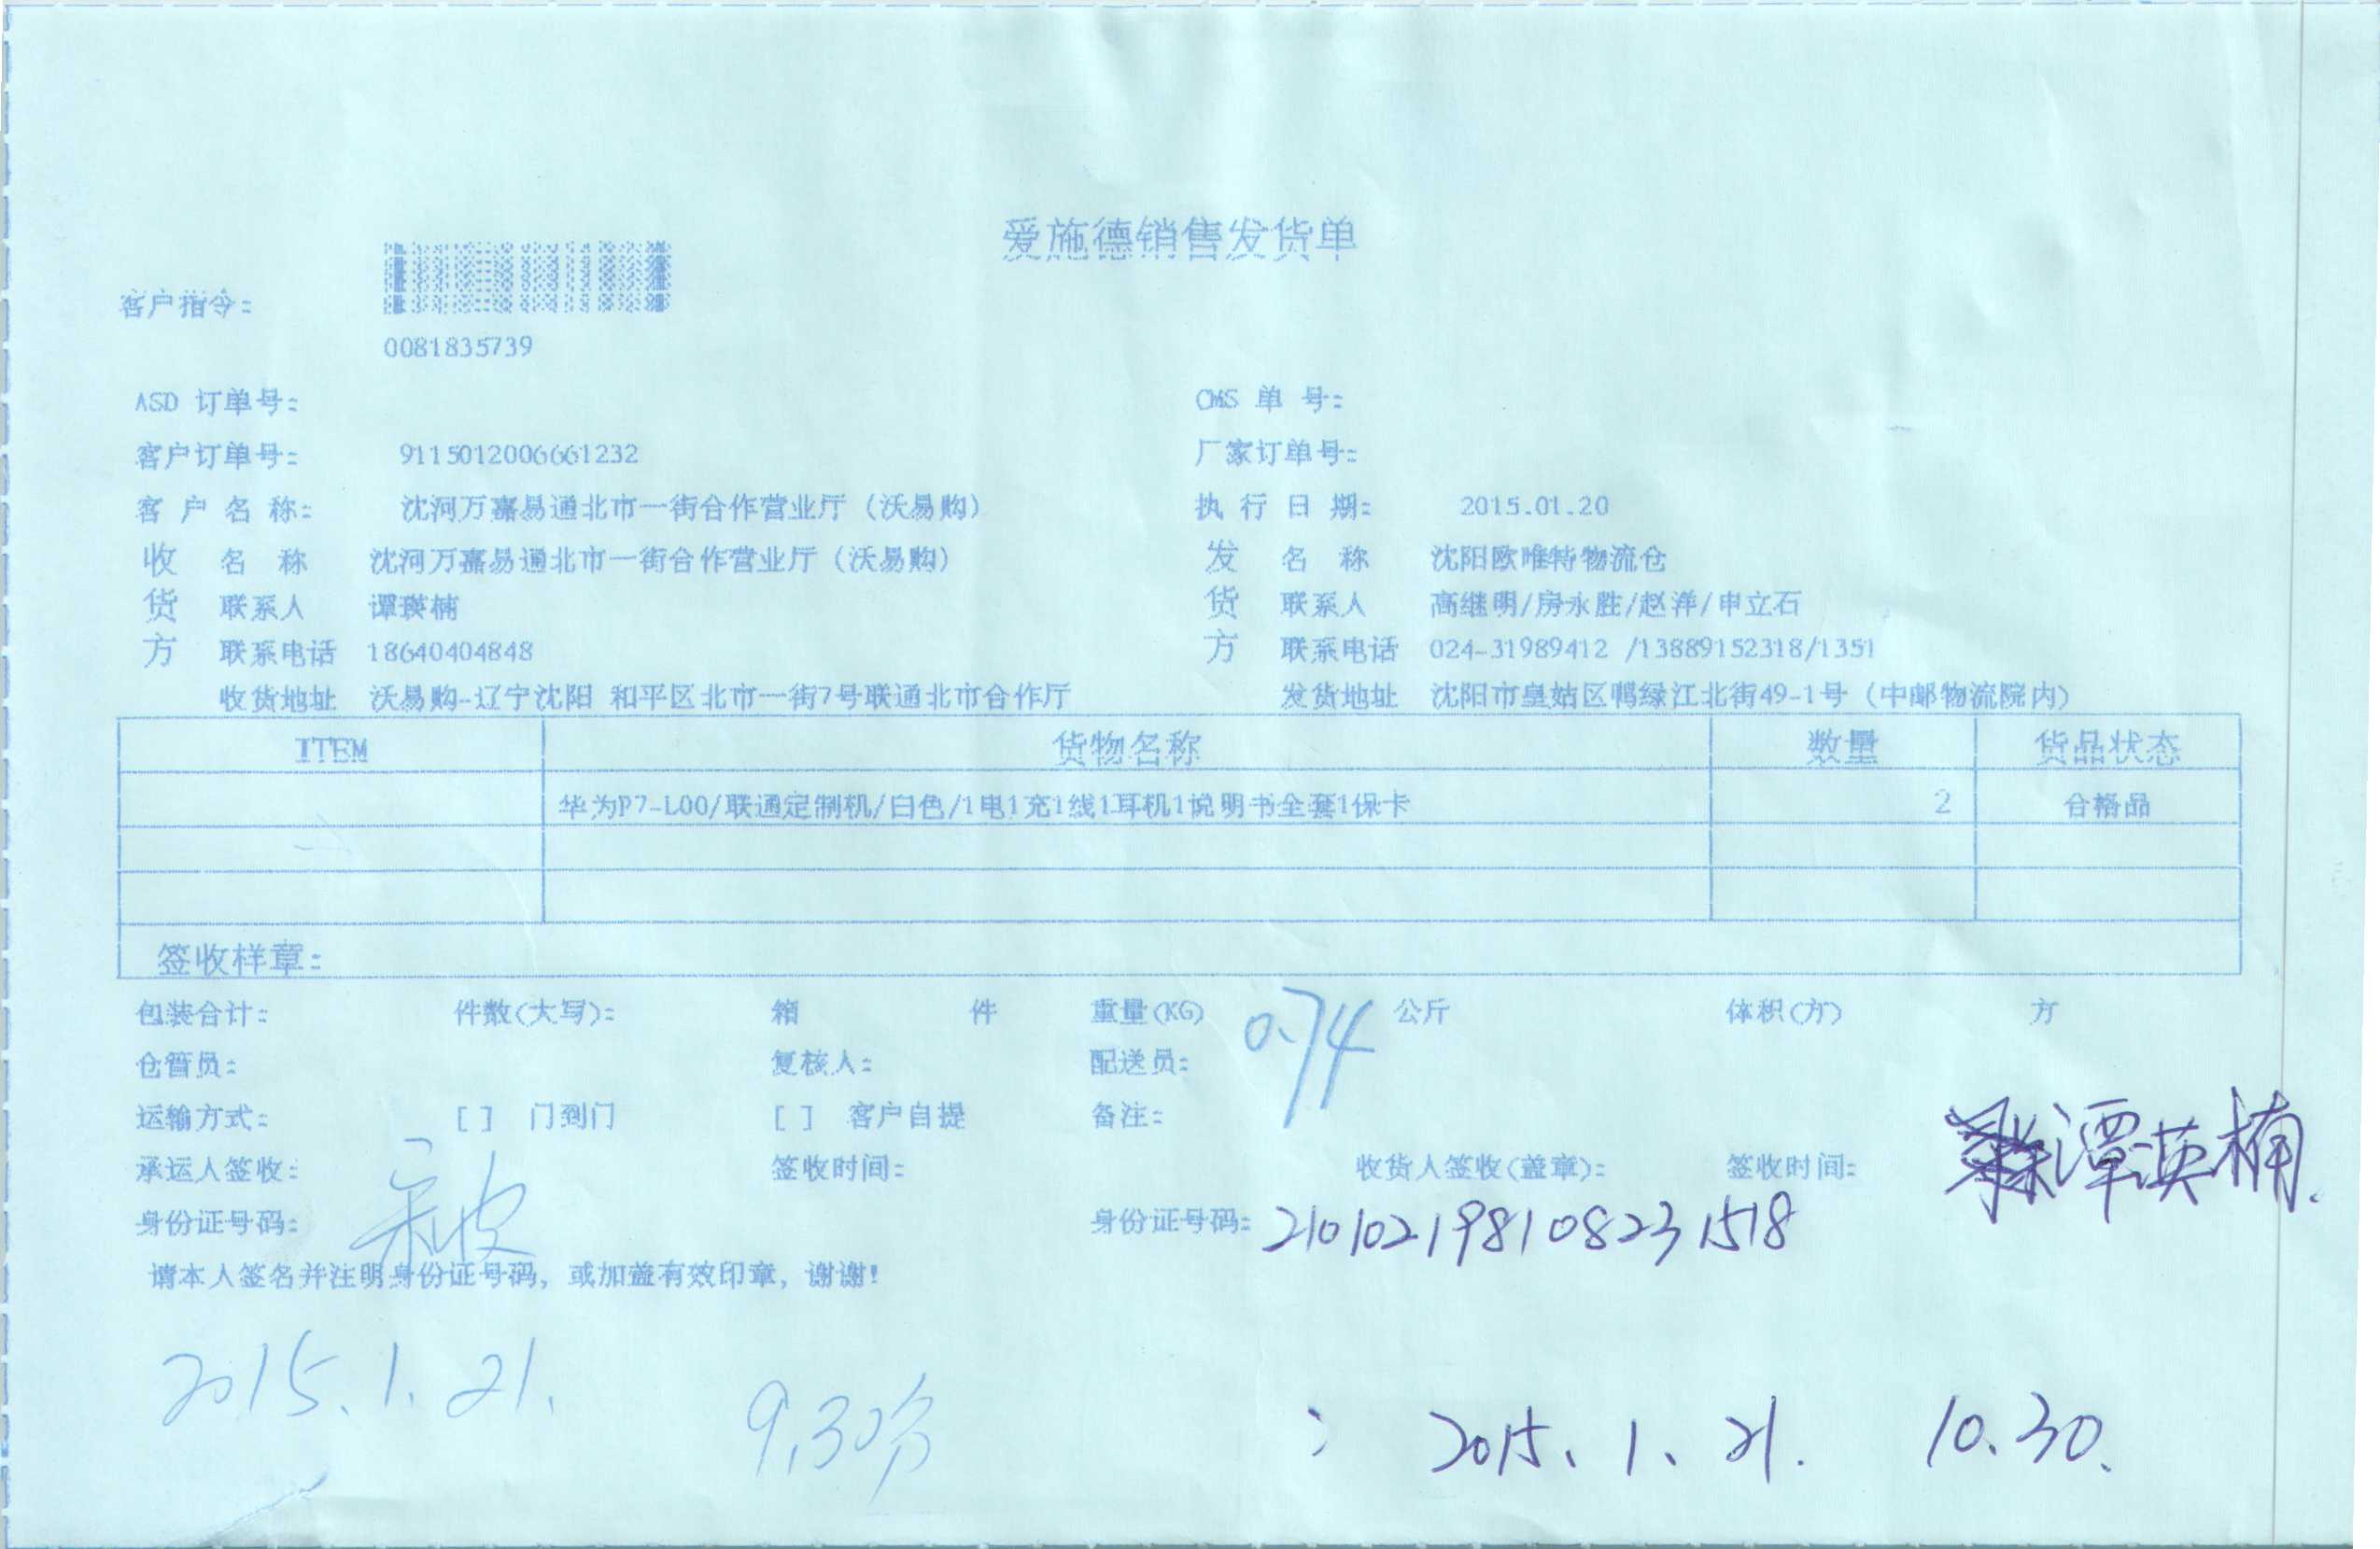 爱施德销售发货单
客户指令:
0081835739
ASD 订单号: CMS 单 号:
客户订单号: 9115012006661232 厂家订单号:
客 户 名 称: 沈河万嘉易通北市一街合作营业厅（沃易购） 执 行 日 期: 2015.01.20
收 名 称 沈河万嘉易通北市一街合作营业厅（沃易购） 发 名 称 沈阳欧唯特物流仓
货 联系人 谭瑛楠 货 联系人 高继明/房永胜/赵洋/申立石
方 联系电话 18640404848 方 联系电话 024-31989412 /13889152318/1351
收货地址 沃易购-辽宁沈阳 和平区北市一街7号联通北市合作厅 发货地址 沈阳市皇姑区鸭绿江北街49-1号（中邮物流院内）
ITEM 货物名称 数量 货品状态
华为P7-L00/联通定制机/白色/1电1充1线1耳机1说明书全套1保卡 2 合格品
签收样章:
包装合计: 件数(大写): 箱 件 重量(KG) 0.74 公斤 体积(方) 方
仓管员: 复核人: 配送员:
运输方式: [ ] 门到门 [ ] 客户自提 备注:
承运人签收: 签收时间: 收货人签收(盖章): 签收时间: 谭英楠.
身份证号码: 身份证号码: 210102198108231518
请本人签名并注明身份证号码，或加盖有效印章，谢谢!
2015.1.21. 9.30分 2015.1.21. 10.30.